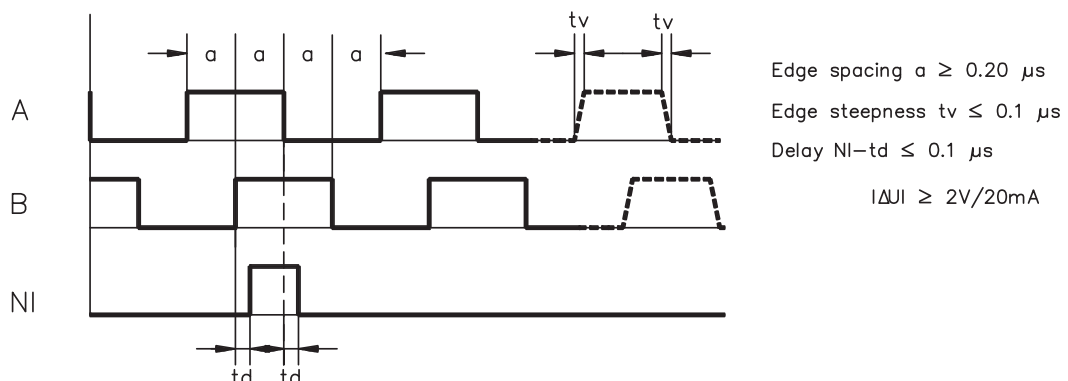 tv tv
a a a a
A
B
NI
td td
Edge spacing a ≥ 0.20 µs
Edge steepness tv ≤ 0.1 µs
Delay NI-td ≤ 0.1 µs
IΔUI ≥ 2V/20mA